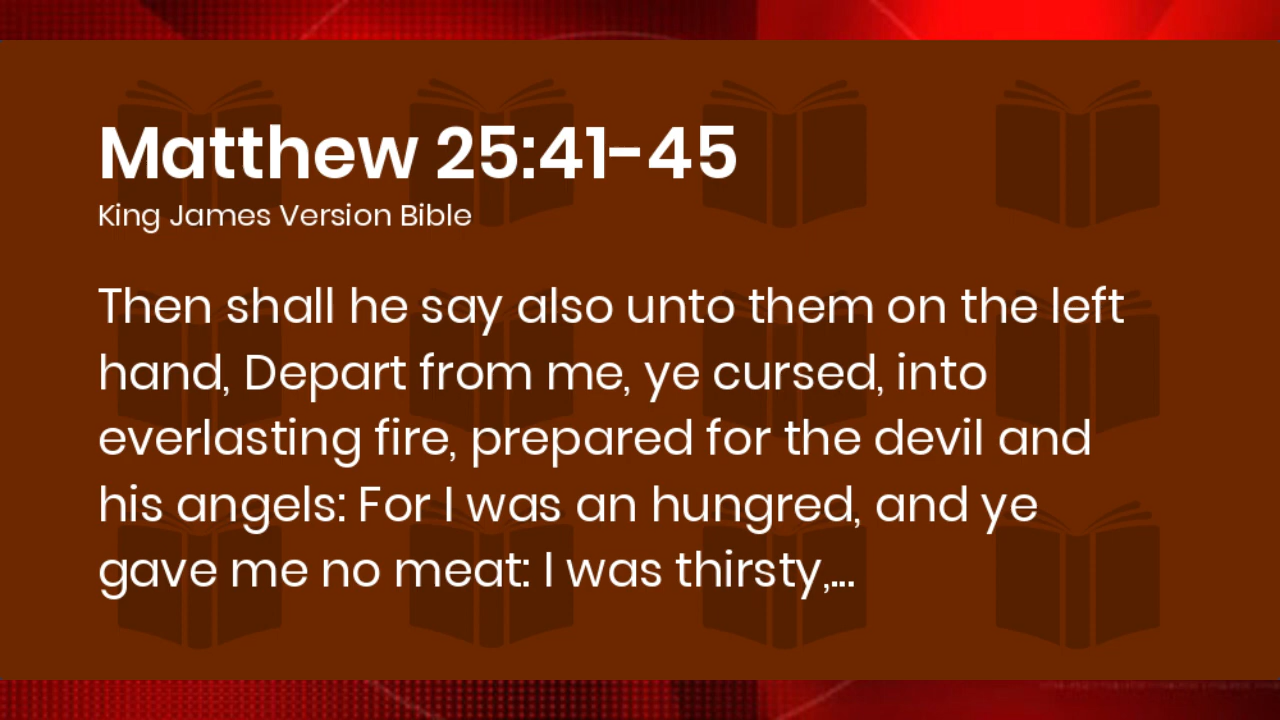 Matthew 25:41-45
King James Version Bible
Then shall he say also unto them on the left
hand, Depart from me, ye cursed, into
everlasting fire, prepared for the devil and
his angels: For I was an hungred, and ye
gave me no meat: I was thirsty,...